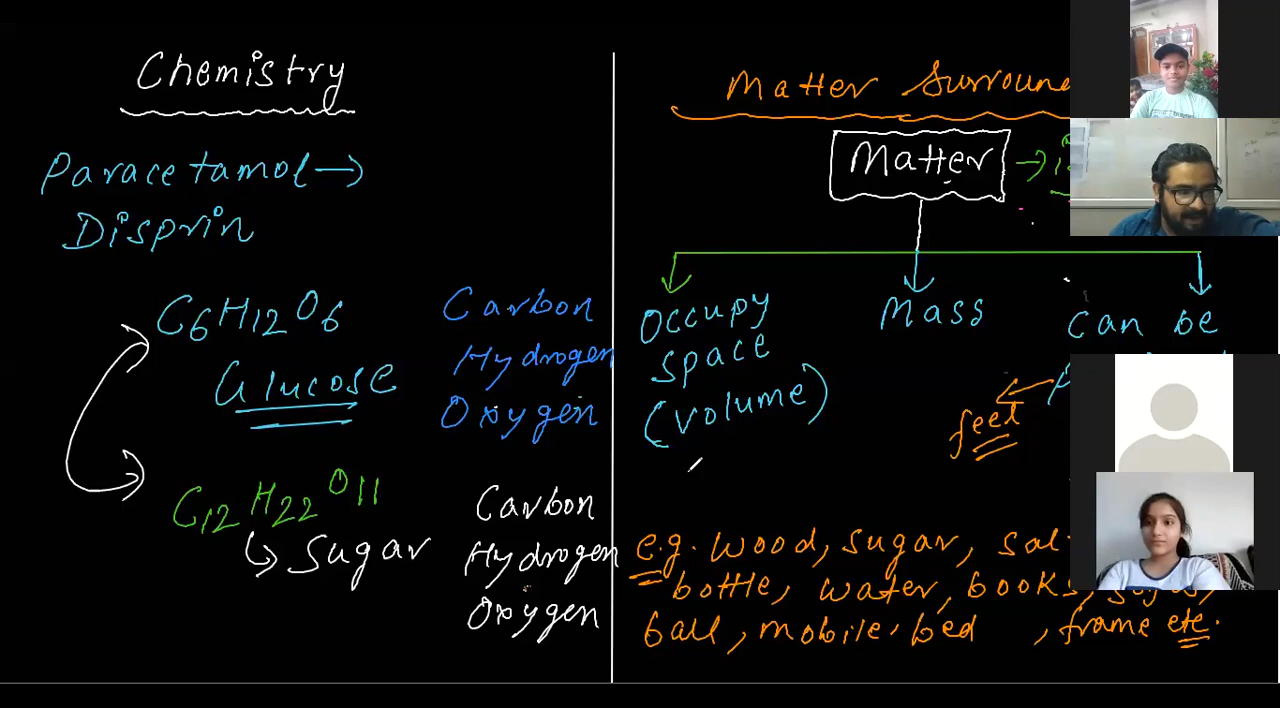 Chemistry
Paracetamol →
Disprin
C6H12O6
Glucose
Carbon
Hydrogen
Oxygen
C12H22O11
↳ Sugar
Carbon
Hydrogen
Oxygen
Matter Surroun
Matter →
Occupy
space
(volume)
Mass
Can be
feel
e.g. wood, sugar, sal
bottle, water, books,
ball, mobile, bed , frame etc.